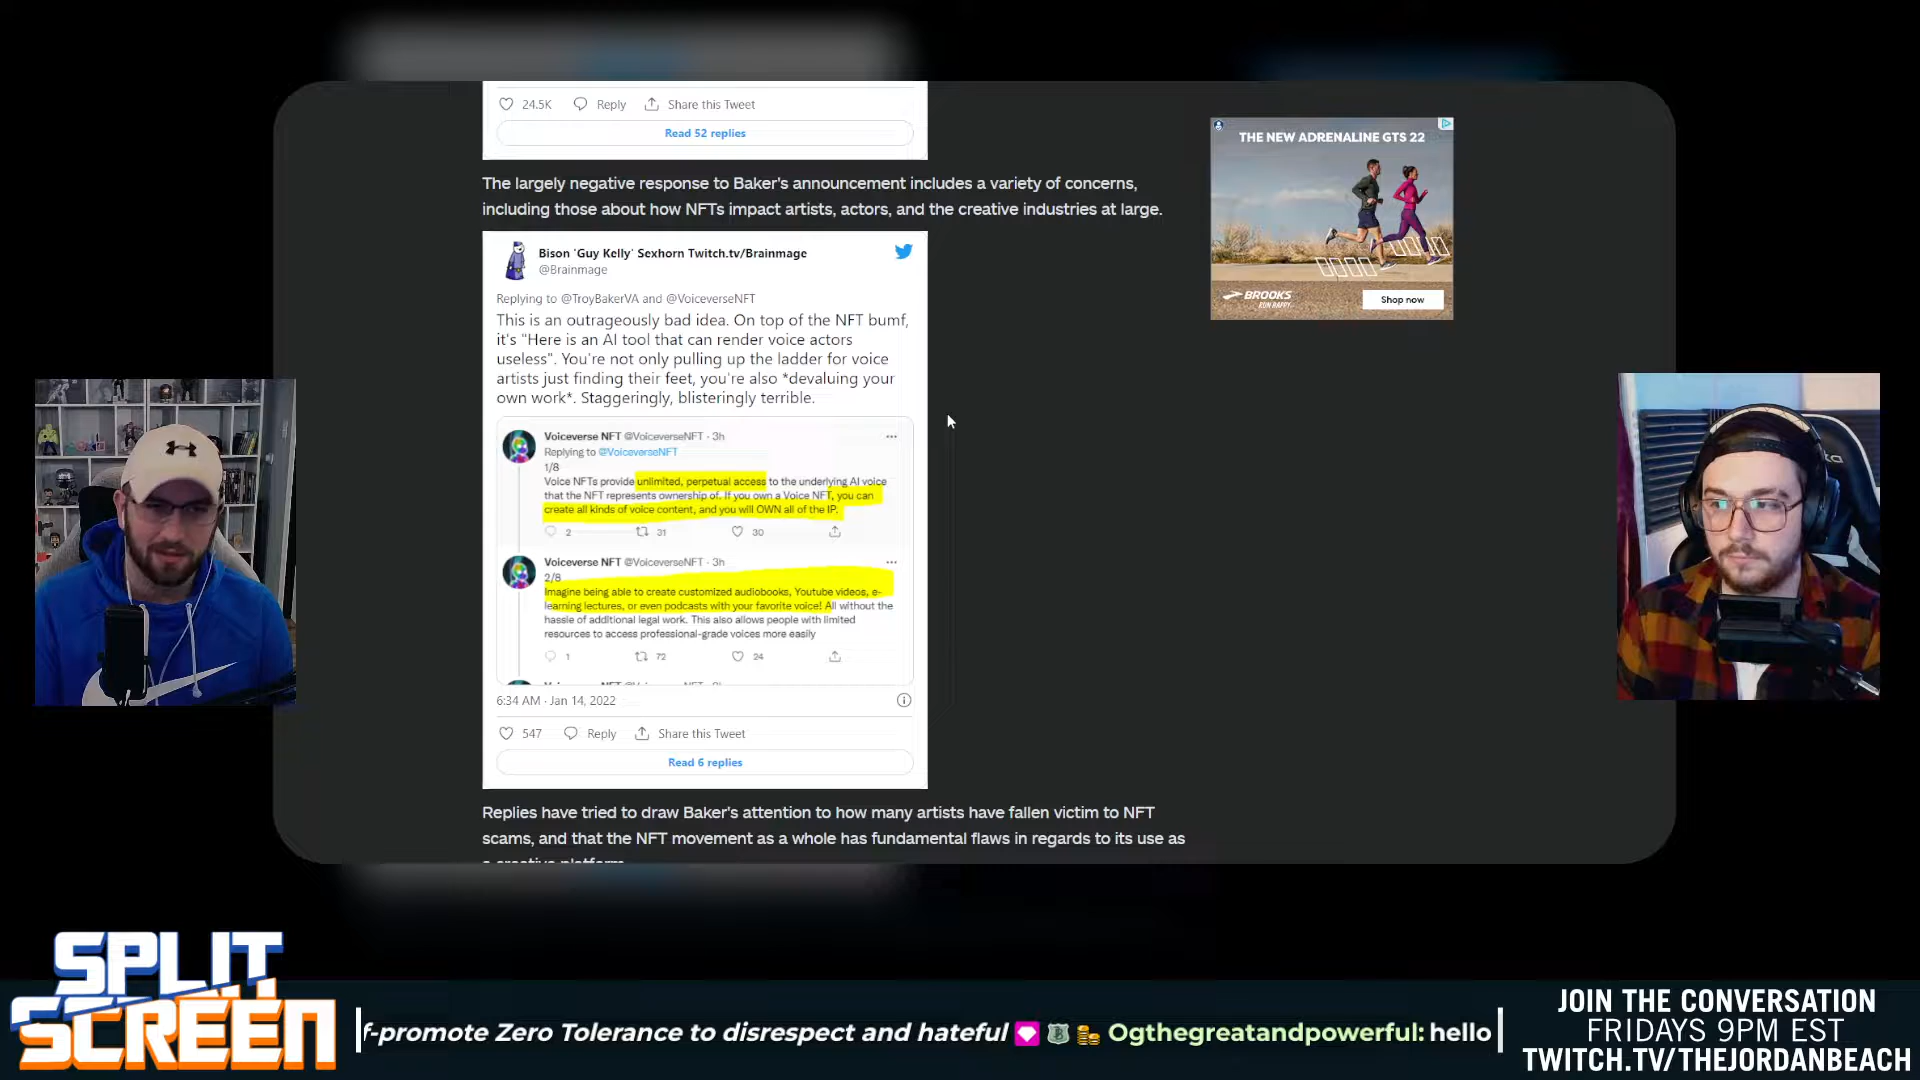 24.5K Reply Share this Tweet
Read 52 replies
The largely negative response to Baker's announcement includes a variety of concerns,
including those about how NFTs impact artists, actors, and the creative industries at large.
THE NEW ADRENALINE GTS 22
BROOKS
RUN HAPPY
Shop now
Bison 'Guy Kelly' Sexhorn Twitch.tv/Brainmage
@Brainmage
Replying to @TroyBakerVA and @VoiceverseNFT
This is an outrageously bad idea. On top of the NFT bumf,
it's "Here is an AI tool that can render voice actors
useless". You're not only pulling up the ladder for voice
artists just finding their feet, you're also *devaluing your
own work*. Staggeringly, blisteringly terrible.
Voiceverse NFT @VoiceverseNFT · 3h
Replying to @VoiceverseNFT
1/8
Voice NFTs provide unlimited, perpetual access to the underlying AI voice
that the NFT represents ownership of. If you own a Voice NFT, you can
create all kinds of voice content, and you will OWN all of the IP.
2 31 30
Voiceverse NFT @VoiceverseNFT · 3h
2/8
Imagine being able to create customized audiobooks, Youtube videos, e-
learning lectures, or even podcasts with your favorite voice! All without the
hassle of additional legal work. This also allows people with limited
resources to access professional-grade voices more easily
1 72 24
6:34 AM · Jan 14, 2022
547 Reply Share this Tweet
Read 6 replies
Replies have tried to draw Baker's attention to how many artists have fallen victim to NFT
scams, and that the NFT movement as a whole has fundamental flaws in regards to its use as
a creative platform.
SPLIT
SCREEN
f-promote Zero Tolerance to disrespect and hateful Ogthegreatandpowerful: hello
JOIN THE CONVERSATION
FRIDAYS 9PM EST
TWITCH.TV/THEJORDANBEACH